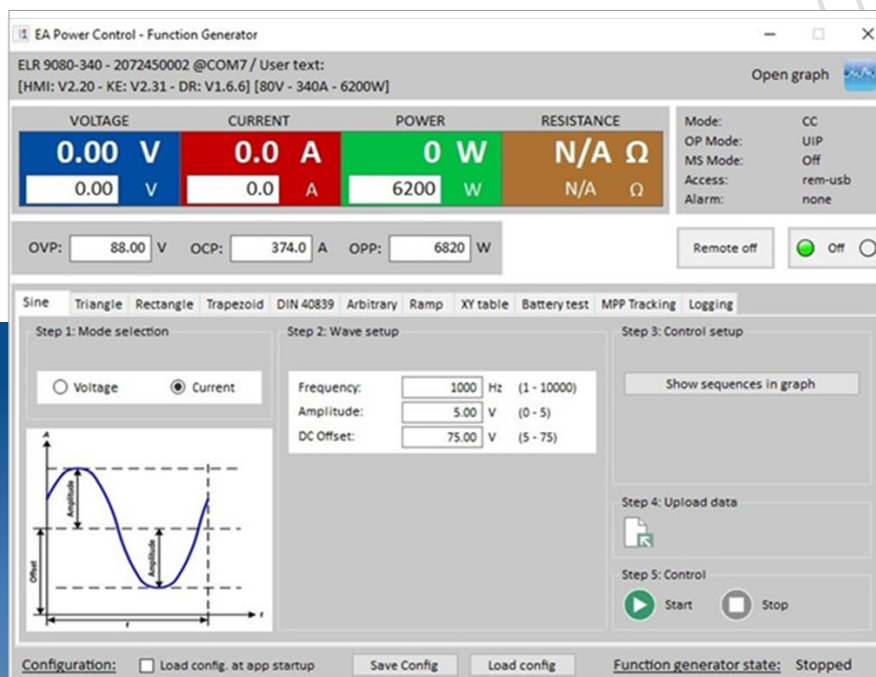 EA Power Control - Function Generator
ELR 9080-340 - 2072450002 @COM7 / User text:
[HMI: V2.20 - KE: V2.31 - DR: V1.6.6] [80V - 340A - 6200W]
Open graph
VOLTAGE CURRENT POWER RESISTANCE
0.00 V 0.0 A 0 W N/A Ω
0.00 V 0.0 A 6200 W N/A Ω
Mode: CC
OP Mode: UIP
MS Mode: Off
Access: rem-usb
Alarm: none
OVP: 88.00 V OCP: 374.0 A OPP: 6820 W
Remote off Off
Sine Triangle Rectangle Trapezoid DIN 40839 Arbitrary Ramp XY table Battery test MPP Tracking Logging
Step 1: Mode selection
Voltage Current
A
Amplitude
Amplitude
Offset
t
f
Step 2: Wave setup
Frequency: 1000 Hz (1 - 10000)
Amplitude: 5.00 V (0 - 5)
DC Offset: 75.00 V (5 - 75)
Step 3: Control setup
Show sequences in graph
Step 4: Upload data
Step 5: Control
Start Stop
Configuration: Load config. at app startup Save Config Load config Function generator state: Stopped